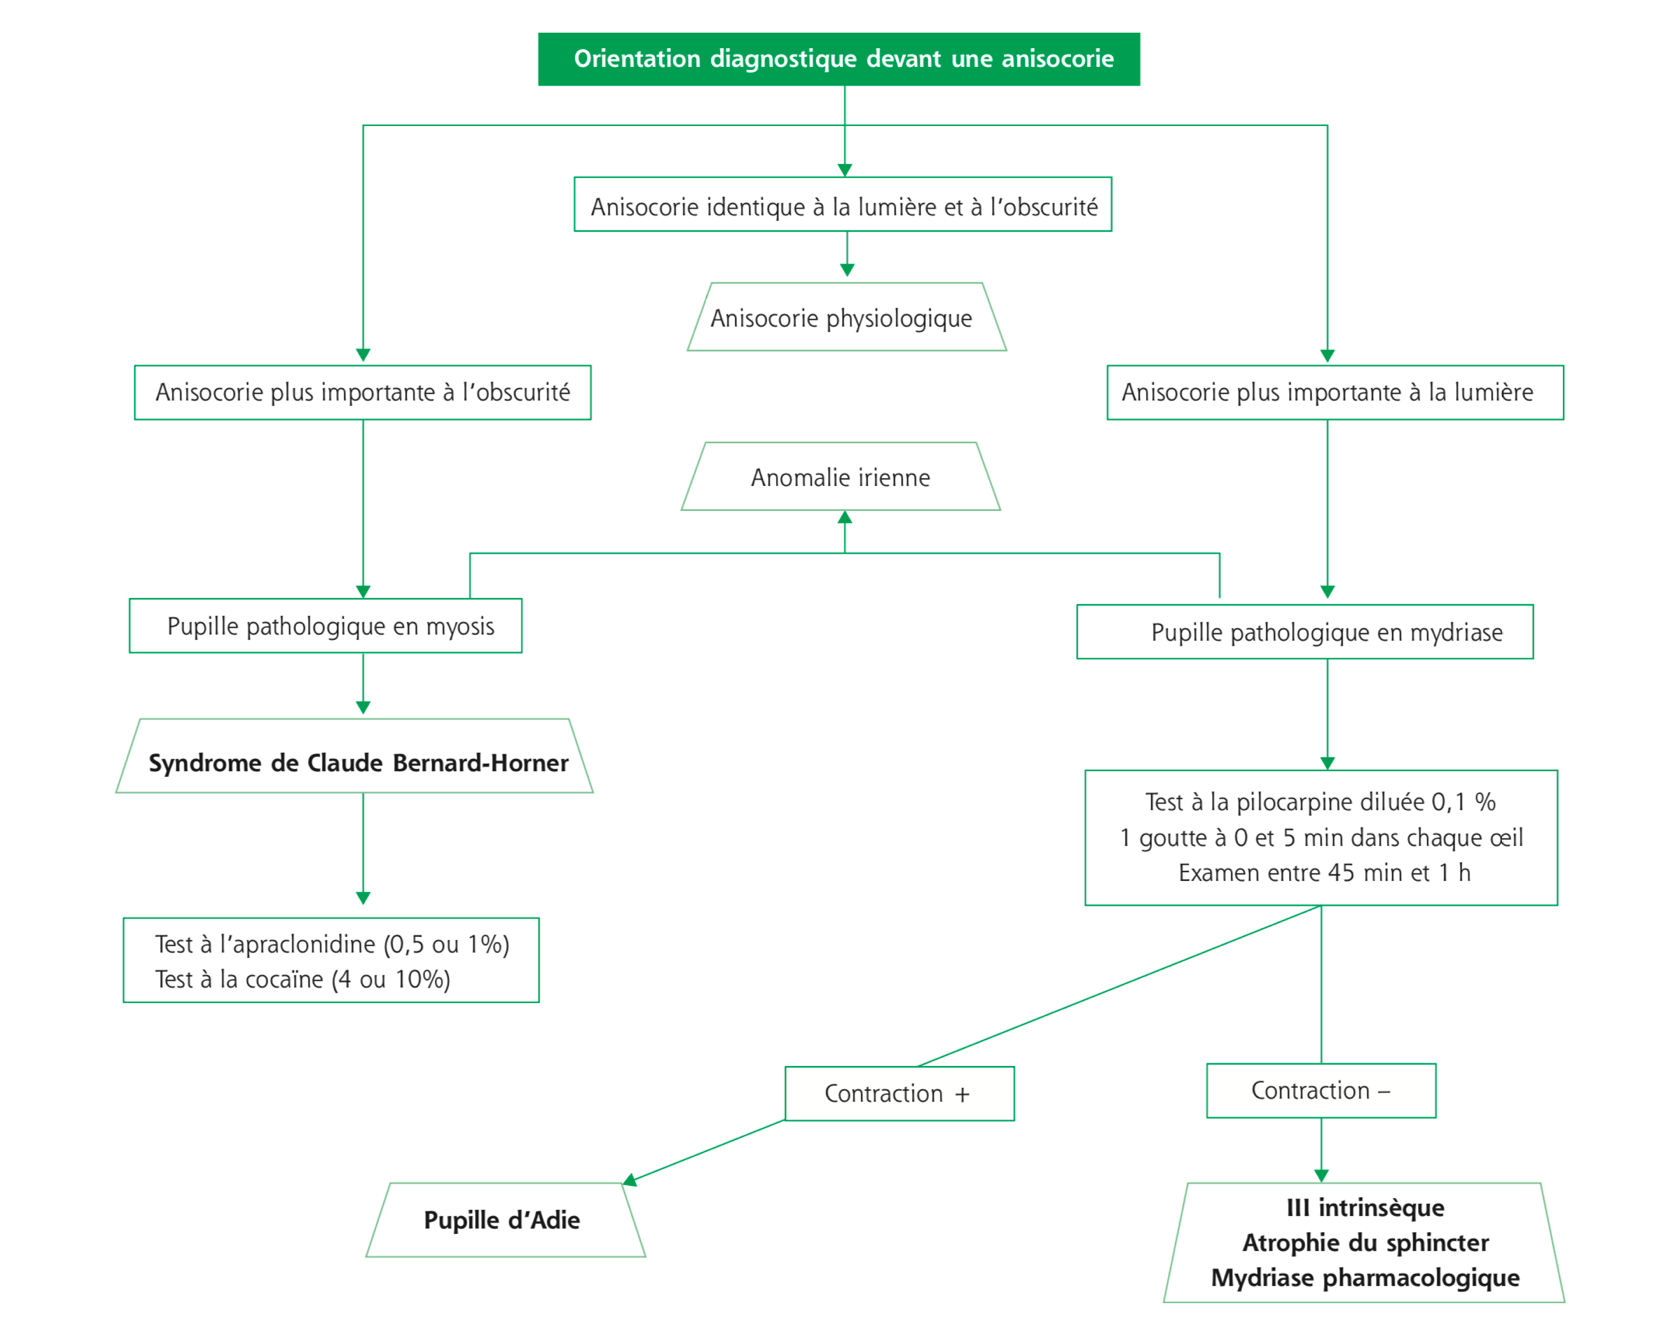 Orientation diagnostique devant une anisocorie
Anisocorie identique à la lumière et à l'obscurité
Anisocorie physiologique
Anisocorie plus importante à l'obscurité
Anisocorie plus importante à la lumière
Anomalie irienne
Pupille pathologique en myosis
Pupille pathologique en mydriase
Syndrome de Claude Bernard-Horner
Test à la pilocarpine diluée 0,1 %
1 goutte à 0 et 5 min dans chaque œil
Examen entre 45 min et 1 h
Test à l'apraclonidine (0,5 ou 1%)
Test à la cocaïne (4 ou 10%)
Contraction +
Contraction –
Pupille d'Adie
III intrinsèque
Atrophie du sphincter
Mydriase pharmacologique